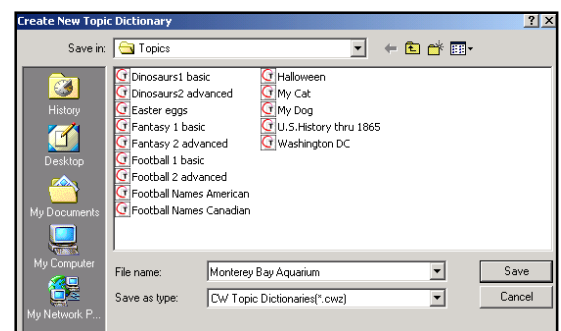 Create New Topic Dictionary
Save in: Topics
History
Desktop
My Documents
My Computer
My Network P...
Dinosaurs1 basic
Dinosaurs2 advanced
Easter eggs
Fantasy 1 basic
Fantasy 2 advanced
Football 1 basic
Football 2 advanced
Football Names American
Football Names Canadian
Halloween
My Cat
My Dog
U.S.History thru 1865
Washington DC
File name: Monterey Bay Aquarium Save
Save as type: CW Topic Dictionaries(*.cwz) Cancel